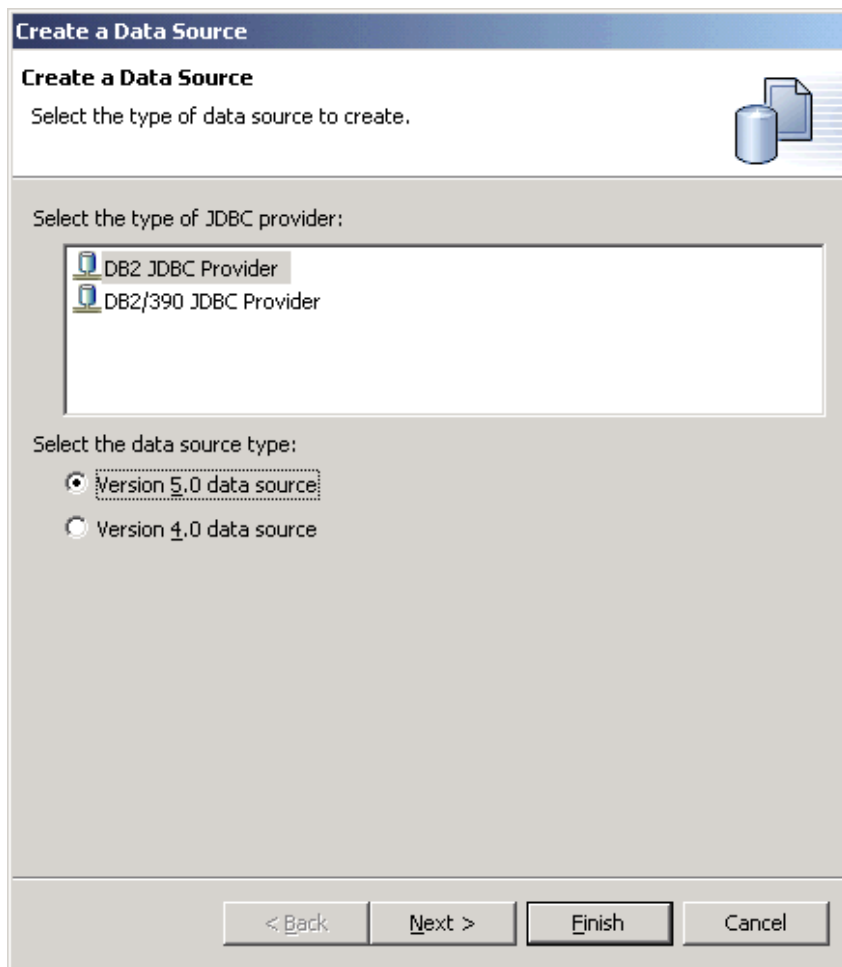 Create a Data Source
Create a Data Source
Select the type of data source to create.
Select the type of JDBC provider:
DB2 JDBC Provider
DB2/390 JDBC Provider
Select the data source type:
Version 5.0 data source
Version 4.0 data source
< Back Next > Finish Cancel